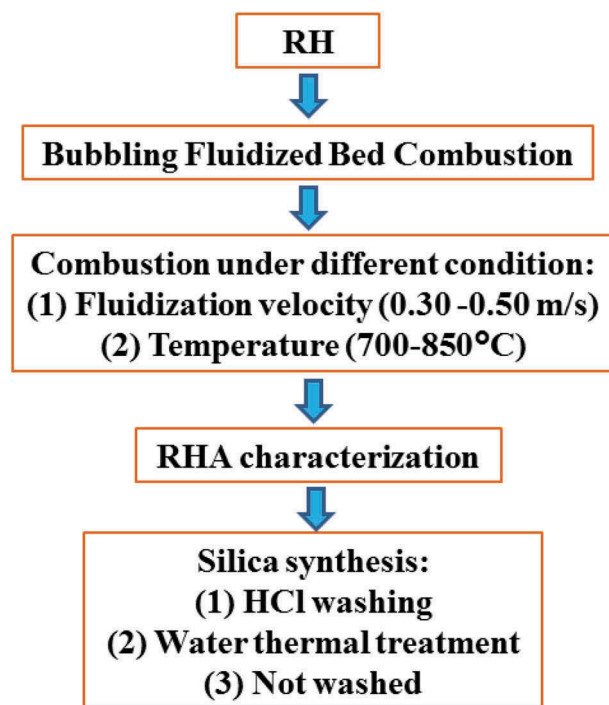 RH
Bubbling Fluidized Bed Combustion
Combustion under different condition:
(1) Fluidization velocity (0.30 -0.50 m/s)
(2) Temperature (700-850°C)
RHA characterization
Silica synthesis:
(1) HCl washing
(2) Water thermal treatment
(3) Not washed